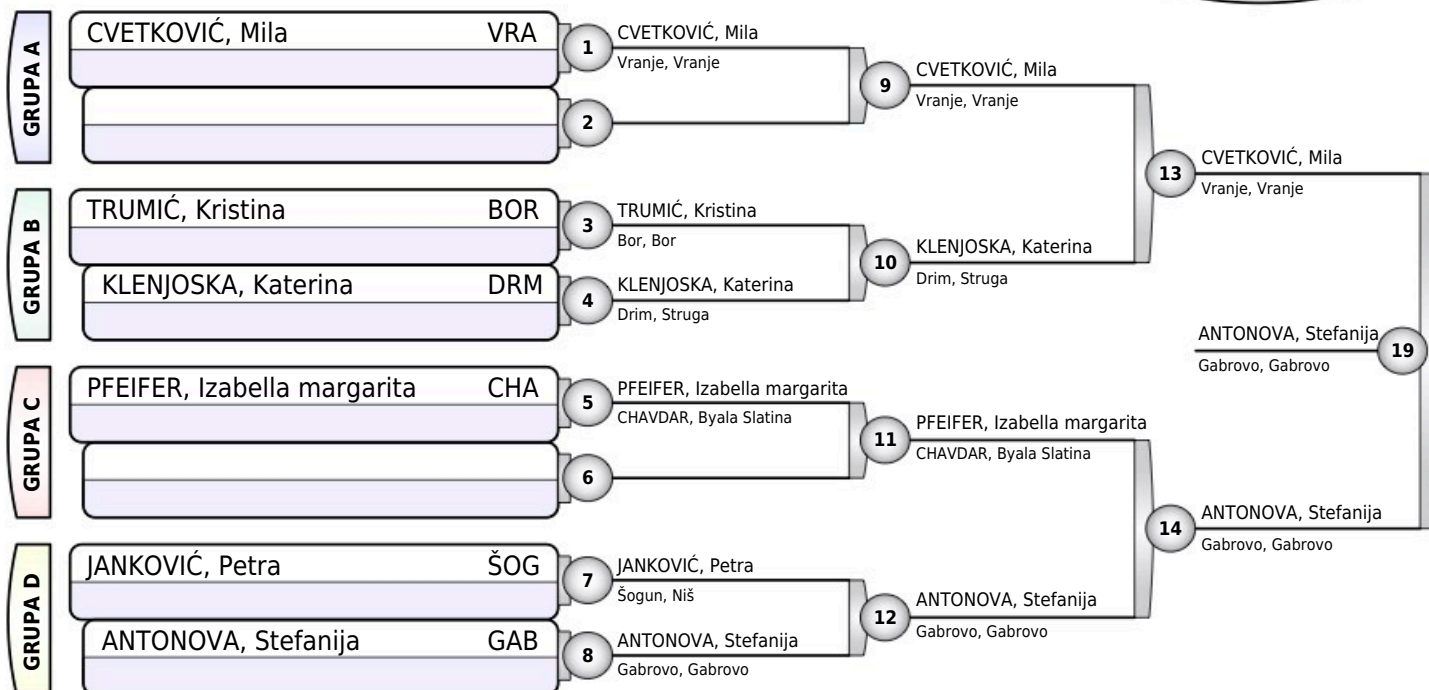 GRUPA A
CVETKOVIĆ, Mila VRA
1
CVETKOVIĆ, Mila
Vranje, Vranje
2
9
CVETKOVIĆ, Mila
Vranje, Vranje
GRUPA B
TRUMIĆ, Kristina BOR
3
TRUMIĆ, Kristina
Bor, Bor
KLENJOSKA, Katerina DRM
4
KLENJOSKA, Katerina
Drim, Struga
10
KLENJOSKA, Katerina
Drim, Struga
13
CVETKOVIĆ, Mila
Vranje, Vranje
GRUPA C
PFEIFER, Izabella margarita CHA
5
PFEIFER, Izabella margarita
CHAVDAR, Byala Slatina
6
11
PFEIFER, Izabella margarita
CHAVDAR, Byala Slatina
GRUPA D
JANKOVIĆ, Petra ŠOG
7
JANKOVIĆ, Petra
Šogun, Niš
ANTONOVA, Stefanija GAB
8
ANTONOVA, Stefanija
Gabrovo, Gabrovo
12
ANTONOVA, Stefanija
Gabrovo, Gabrovo
14
ANTONOVA, Stefanija
Gabrovo, Gabrovo
ANTONOVA, Stefanija
Gabrovo, Gabrovo
19